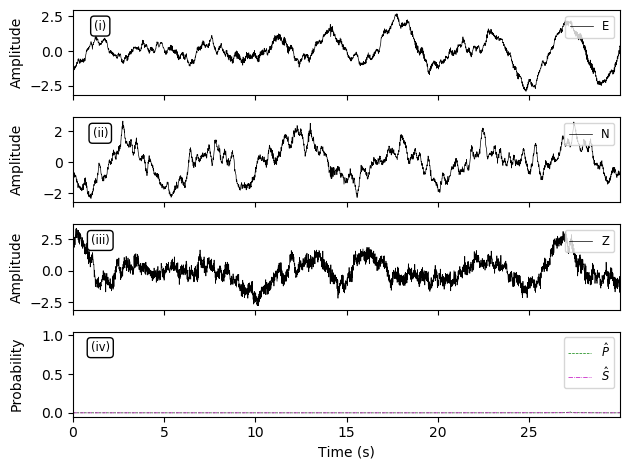 2.5
0.0
−2.5
Amplitude
(i)
E
2
0
−2
Amplitude
(ii)
N
2.5
0.0
−2.5
Amplitude
(iii)
Z
1.0
0.5
0.0
Probability
(iv)
P̂
Ŝ
0 5 10 15 20 25
Time (s)